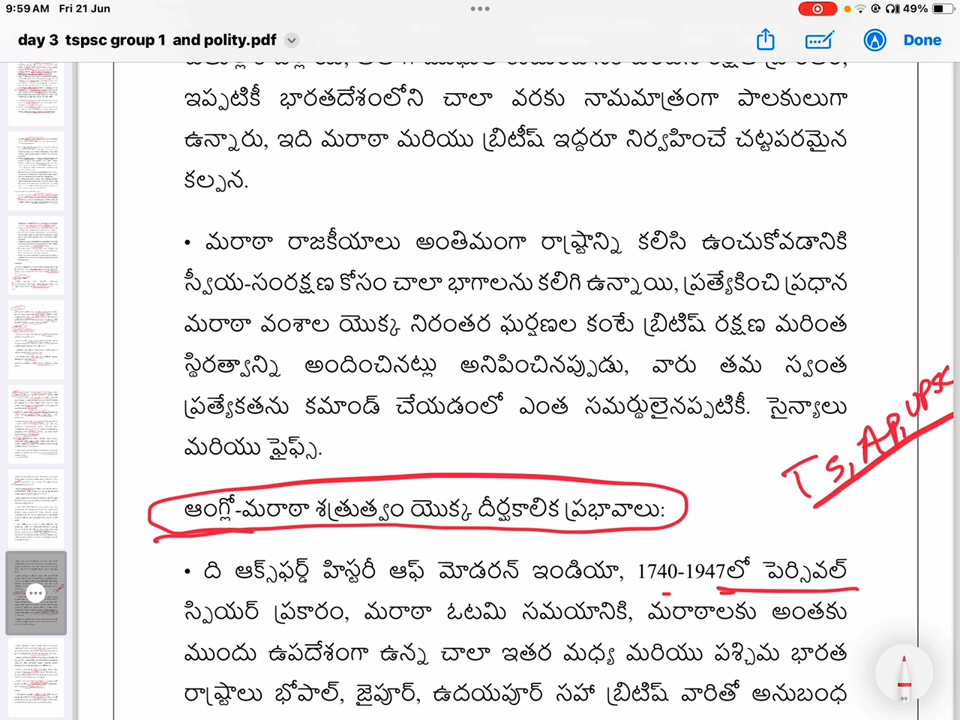 9:59 AM Fri 21 Jun
49%
day 3 tspsc group 1 and polity.pdf
Done
ఇప్పటికీ భారతదేశంలోని చాలా వరకు నామమాత్రంగా పాలకులుగా
ఉన్నారు, ఇది మరాఠా మరియు బ్రిటీష్ ఇద్దరూ నిర్వహించే చట్టపరమైన
కల్పన.
• మరాఠా రాజకీయాలు అంతిమంగా రాష్ట్రాన్ని కలిసి ఉంచుకోవడానికి
స్వీయ-సంరక్షణ కోసం చాలా భాగాలను కలిగి ఉన్నాయి, ప్రత్యేకించి ప్రధాన
మరాఠా వంశాల యొక్క నిరంతర ఘర్షణల కంటే బ్రిటిష్ రక్షణ మరింత
స్థిరత్వాన్ని అందించినట్లు అనిపించినప్పుడు, వారు తమ స్వంత
ప్రత్యేకతను కమాండ్ చేయడంలో ఎంత సమర్థులైనప్పటికీ. సైన్యాలు
మరియు ఫైఫ్స్.
TS, AP, UPSC
ఆంగ్లో-మరాఠా శత్రుత్వం యొక్క దీర్ఘకాలిక ప్రభావాలు:
• ది ఆక్స్‌ఫర్డ్ హిస్టరీ ఆఫ్ మోడరన్ ఇండియా, 1740-1947లో పెర్సివల్
స్పియర్ ప్రకారం, మరాఠా ఓటమి సమయానికి, మరాఠాలకు అంతకు
ముందు ఉపదేశంగా ఉన్న చాలా ఇతర మధ్య మరియు పశ్చిమ భారత
రాష్ట్రాలు భోపాల్, జైపూర్, ఉదయపూర్ సహా బ్రిటిష్ వారితో అనుబంధ